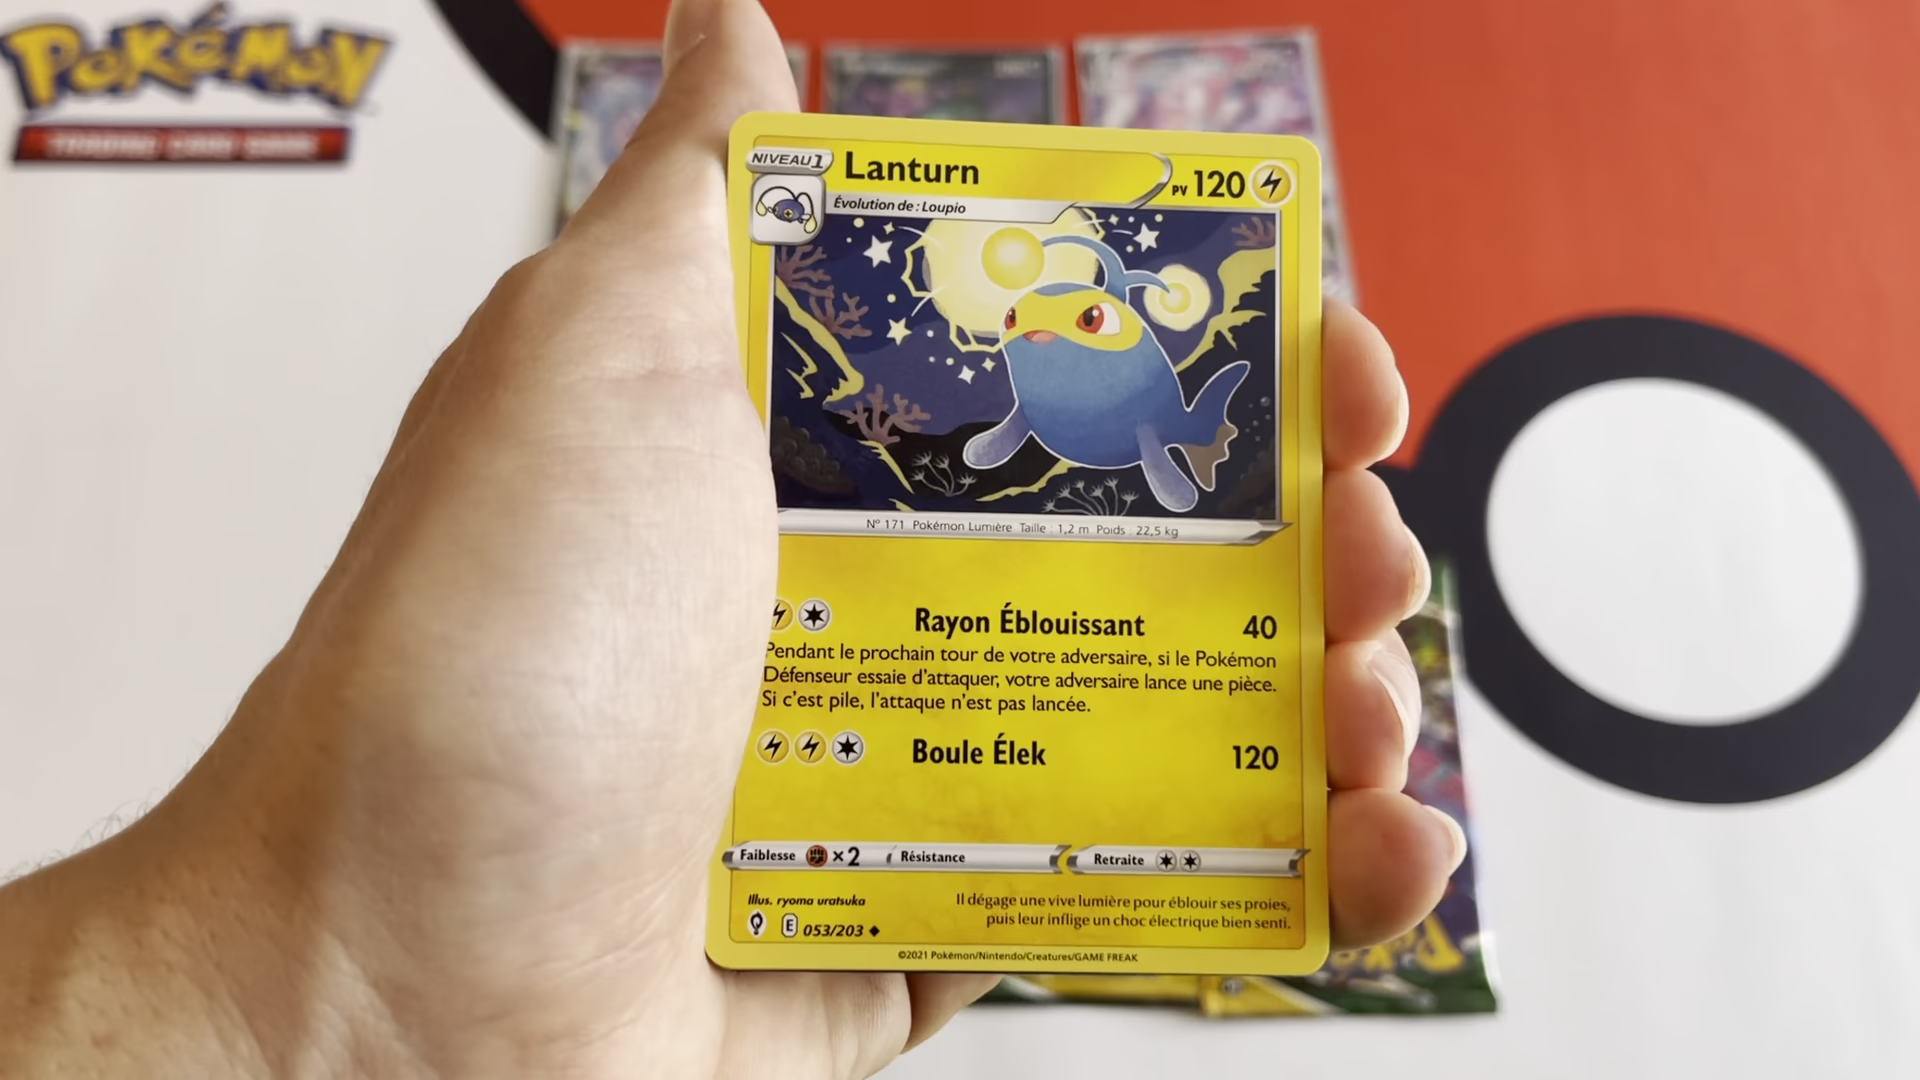 Pokémon
TRADING CARD GAME
NIVEAU 1
Lanturn
PV 120
Évolution de : Loupio
N° 171 Pokémon Lumière Taille : 1,2 m Poids : 22,5 kg
Rayon Éblouissant 40
Pendant le prochain tour de votre adversaire, si le Pokémon
Défenseur essaie d'attaquer, votre adversaire lance une pièce.
Si c'est pile, l'attaque n'est pas lancée.
Boule Élek 120
Faiblesse ×2 Résistance Retraite
Illus. ryoma uratsuka
Il dégage une vive lumière pour éblouir ses proies,
puis leur inflige un choc électrique bien senti.
E 053/203
©2021 Pokémon/Nintendo/Creatures/GAME FREAK